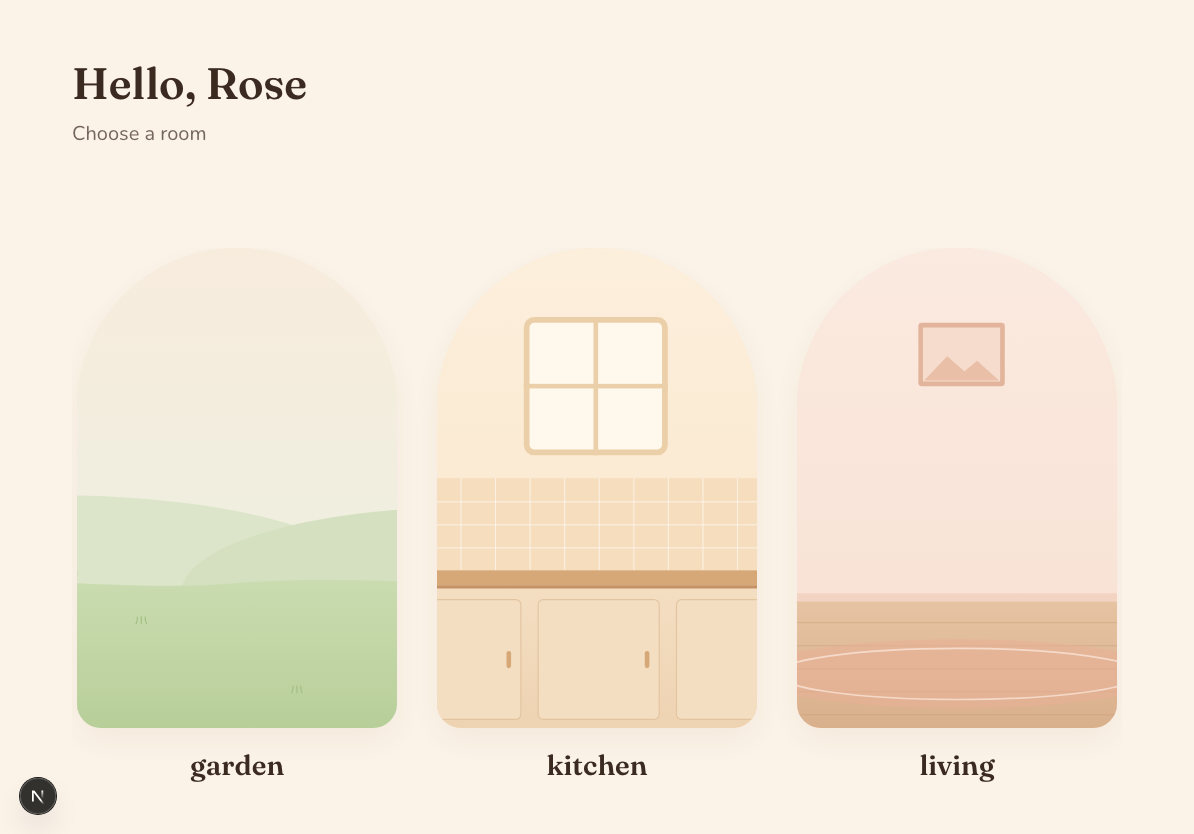 Hello, Rose
Choose a room
garden
kitchen
living
N